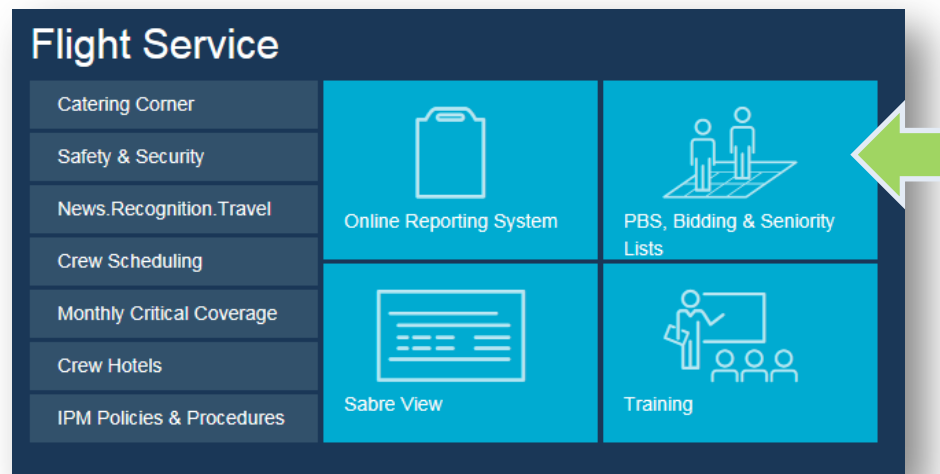 Flight Service
Catering Corner
Safety & Security
News.Recognition.Travel
Crew Scheduling
Monthly Critical Coverage
Crew Hotels
IPM Policies & Procedures
Online Reporting System
PBS, Bidding & Seniority
Lists
Sabre View
Training